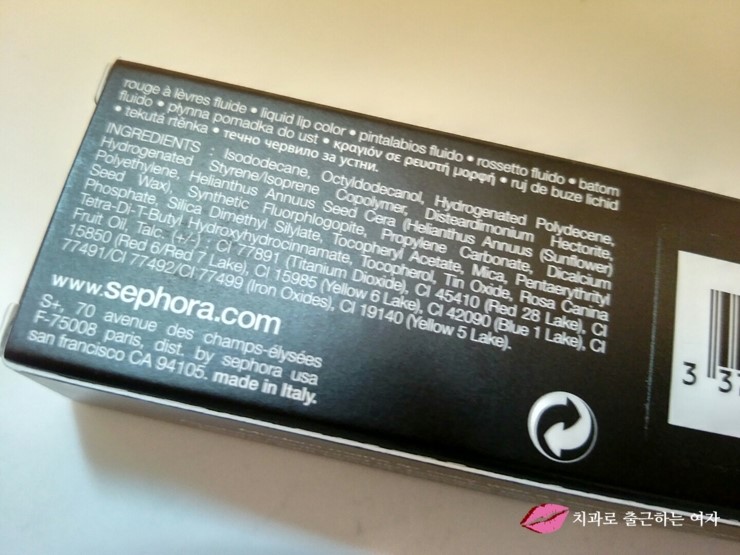 rouge à lèvres fluide • liquid lip color • pintalabios fluido • rossetto fluido • batom
fluido • płynna pomadka do ust • κραγιόν σε ρευστή μορφή • ruj de buze lichid
• tekutá rtěnka • течно червило за устни.
INGREDIENTS : Isododecane, Octyldodecanol, Hydrogenated Polydecene,
Hydrogenated Styrene/Isoprene Copolymer, Disteardimonium Hectorite,
Polyethylene, Helianthus Annuus Seed Cera (Helianthus Annuus (Sunflower)
Seed Wax), Synthetic Fluorphlogopite, Propylene Carbonate, Dicalcium
Phosphate, Silica Dimethyl Silylate, Tocopheryl Acetate, Mica, Pentaerythrityl
Tetra-Di-T-Butyl Hydroxyhydrocinnamate, Tocopherol, Tin Oxide, Rosa Canina
Fruit Oil, Talc. (+/-) : CI 77891 (Titanium Dioxide), CI 45410 (Red 28 Lake), CI
15850 (Red 6/Red 7 Lake), CI 15985 (Yellow 6 Lake), CI 42090 (Blue 1 Lake), CI
77491/CI 77492/CI 77499 (Iron Oxides), CI 19140 (Yellow 5 Lake).
www.sephora.com
S+, 70 avenue des champs-élysées
F-75008 paris, dist. by sephora usa
san francisco CA 94105. made in Italy.
3
치과로 출근하는 여자